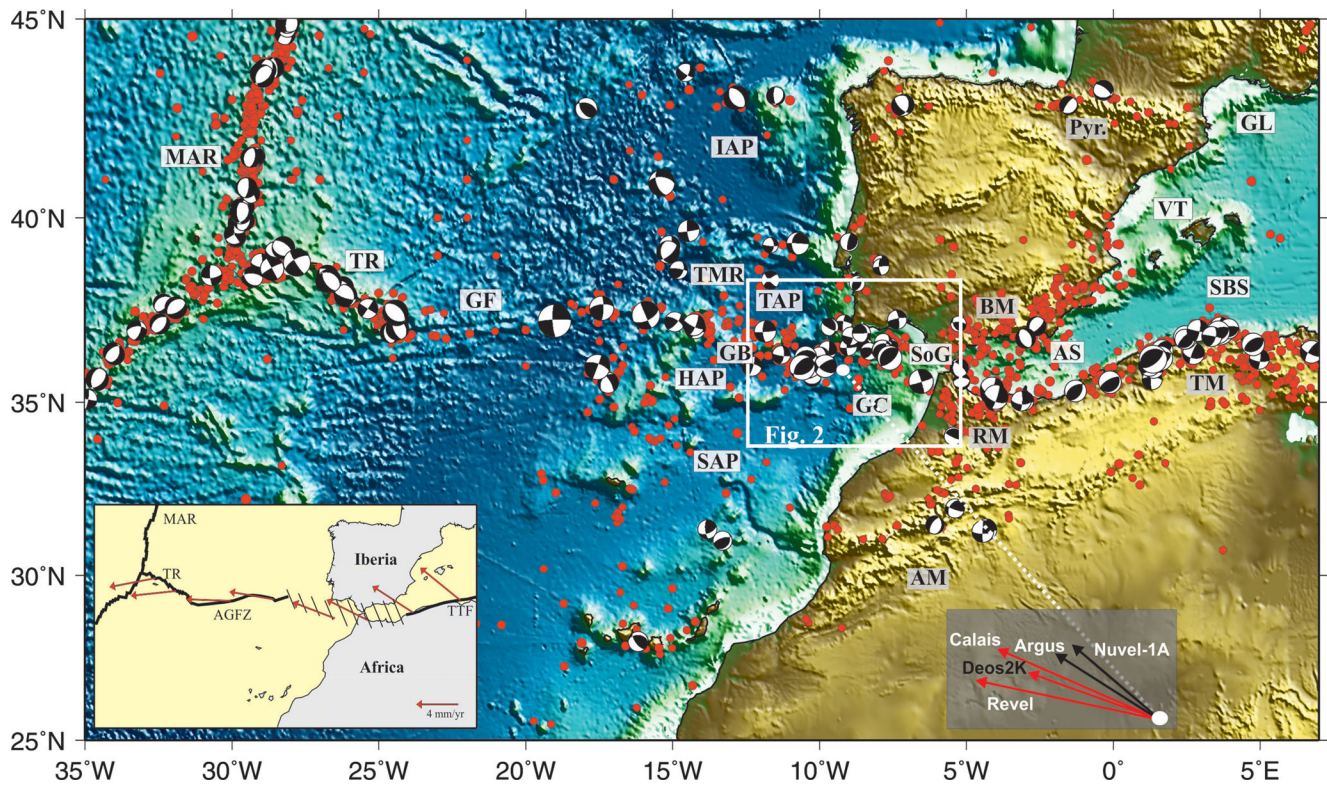 45°N
40°N
35°N
30°N
25°N
35°W
30°W
25°W
20°W
15°W
10°W
5°W
0°W
5°E
MAR
TR
GF
IAP
TMR
TAP
GB
HAP
SAP
GC
SoG
BM
AS
RM
TM
AM
Pyr.
GL
VT
SBS
Fig. 2
MAR
TR
AGFZ
Iberia
TTF
Africa
4 mm/yr
Calais
Argus
Nuvel-1A
Deos2K
Revel